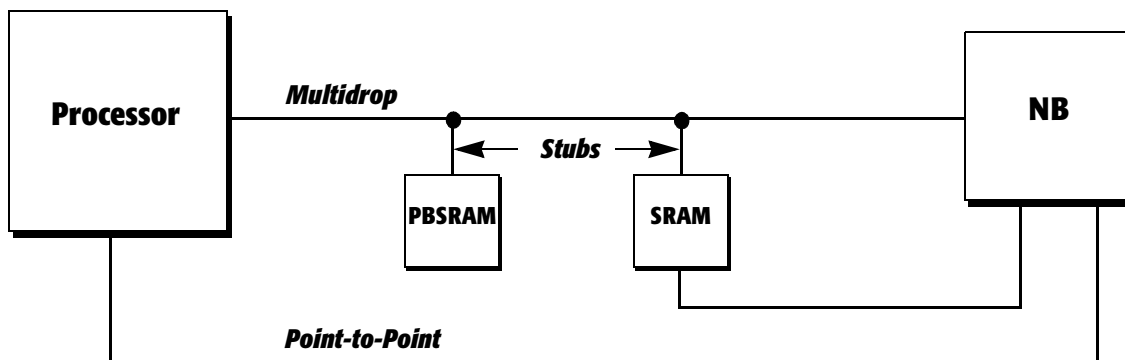 Multidrop
Processor
NB
Stubs
PBSRAM
SRAM
Point-to-Point